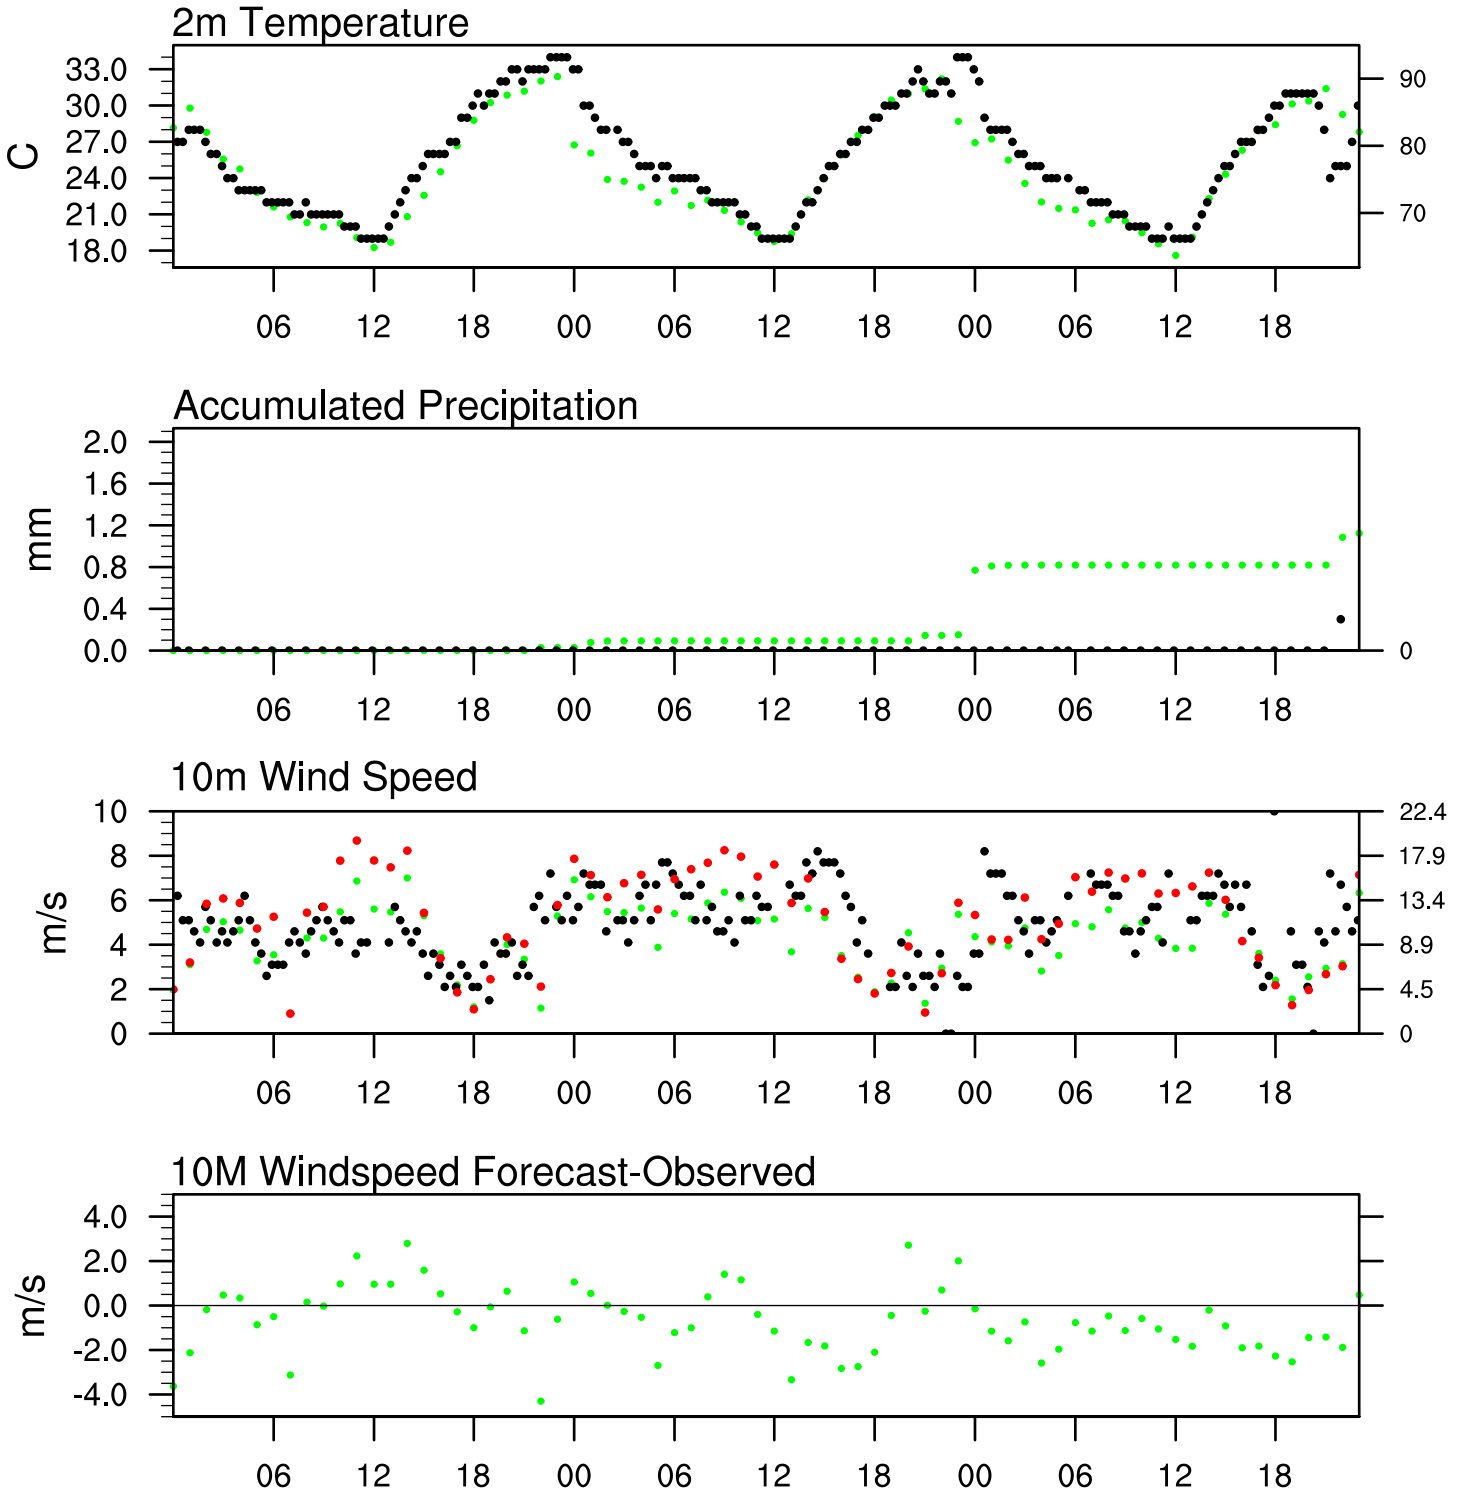 2m Temperature
33.0
30.0
27.0
24.0
21.0
18.0
C
90
80
70
06 12 18 00 06 12 18 00 06 12 18
Accumulated Precipitation
2.0
1.6
1.2
0.8
0.4
0.0
mm
0
06 12 18 00 06 12 18 00 06 12 18
10m Wind Speed
10
8
6
4
2
0
m/s
22.4
17.9
13.4
8.9
4.5
0
06 12 18 00 06 12 18 00 06 12 18
10M Windspeed Forecast-Observed
4.0
2.0
0.0
-2.0
-4.0
m/s
06 12 18 00 06 12 18 00 06 12 18